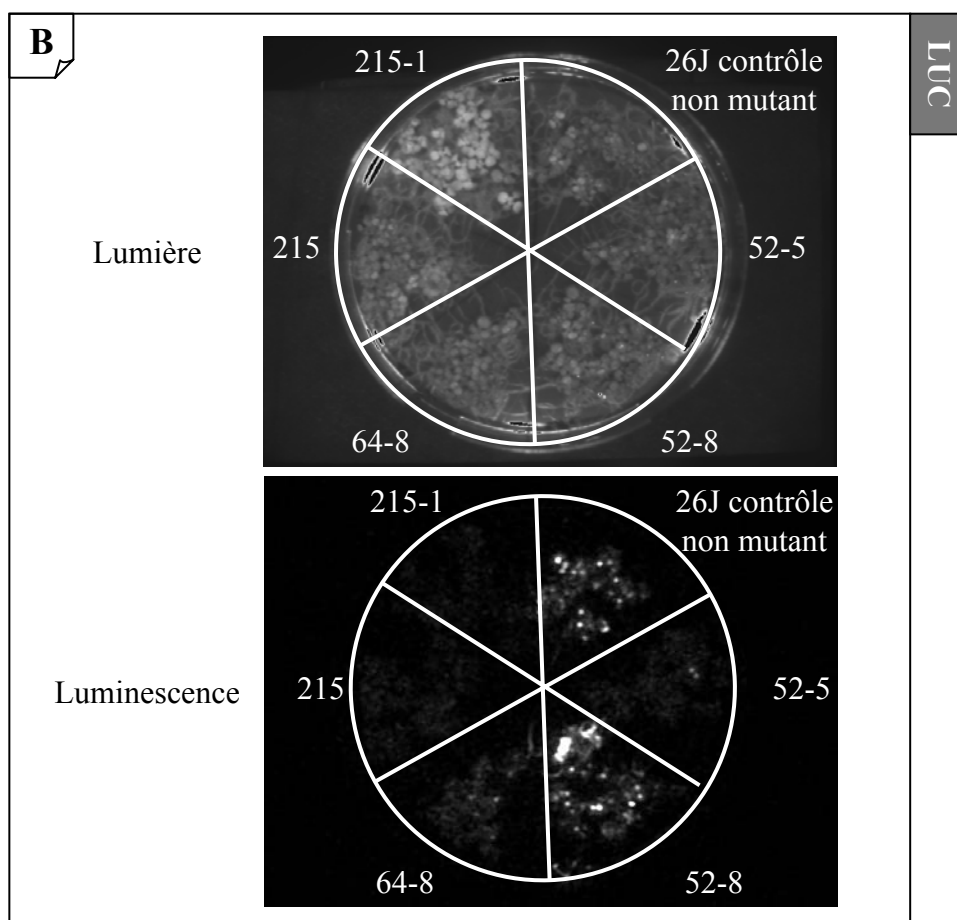 B
LUC
215-1
26J contrôle
non mutant
Lumière
215
52-5
64-8
52-8
215-1
26J contrôle
non mutant
Luminescence
215
52-5
64-8
52-8